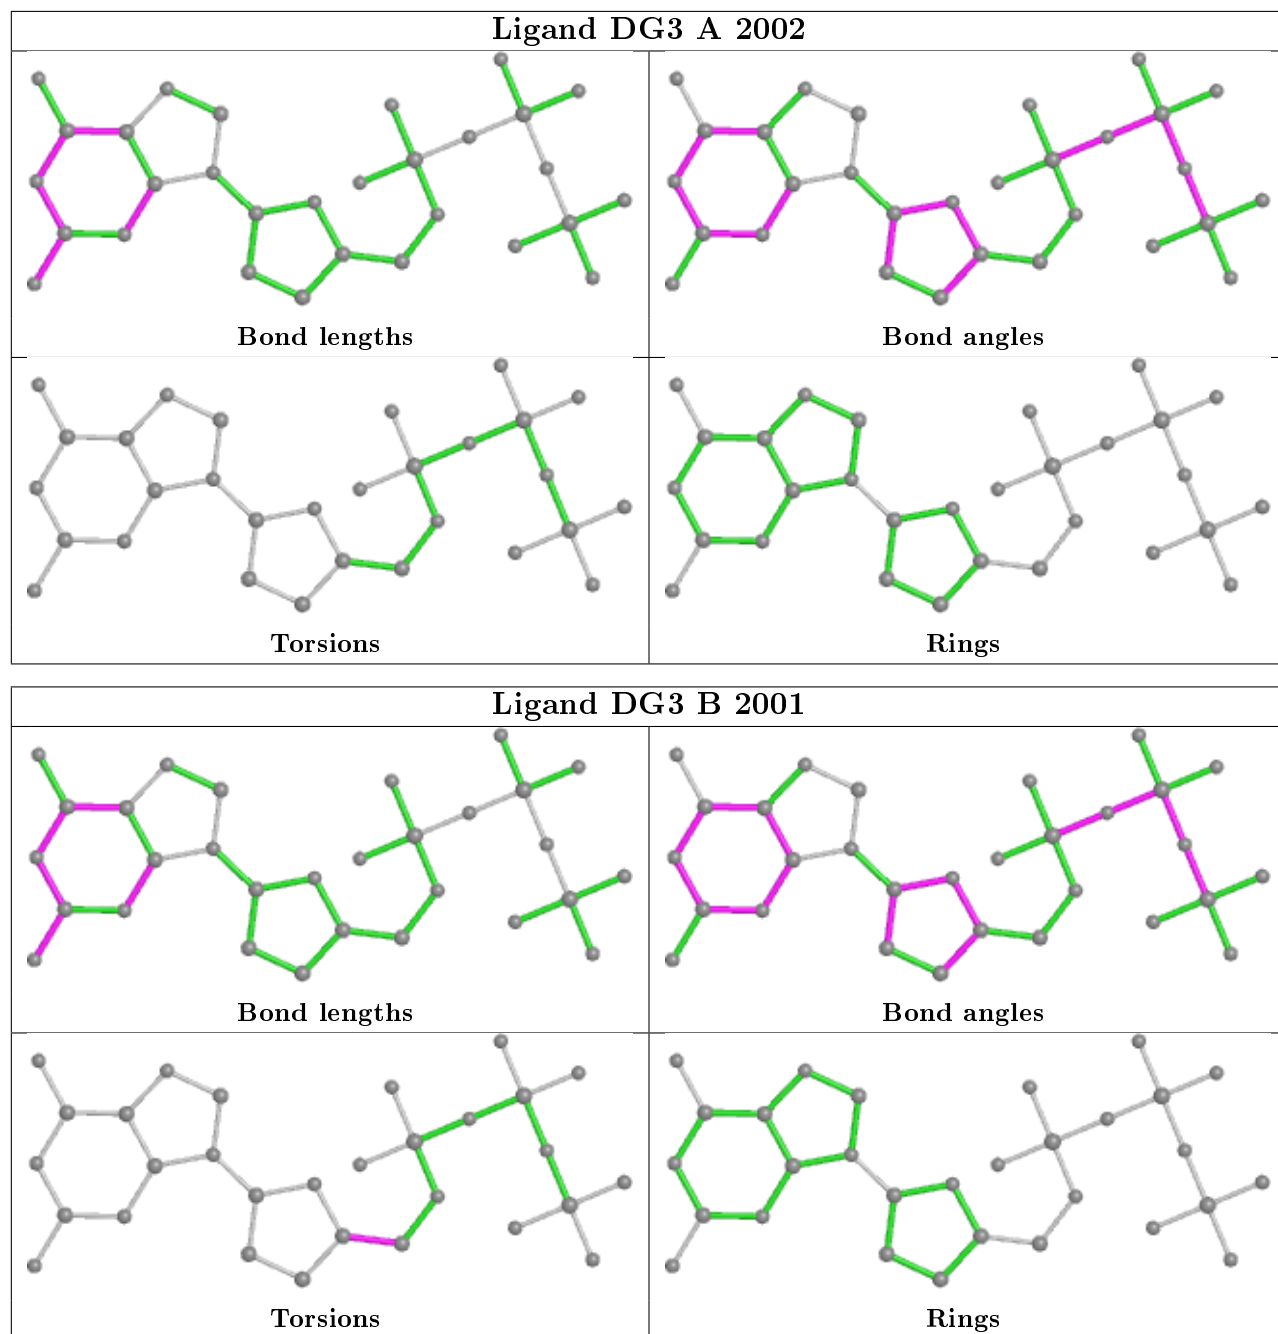 Ligand DG3 A 2002
Bond lengths
Bond angles
Torsions
Rings
Ligand DG3 B 2001
Bond lengths
Bond angles
Torsions
Rings